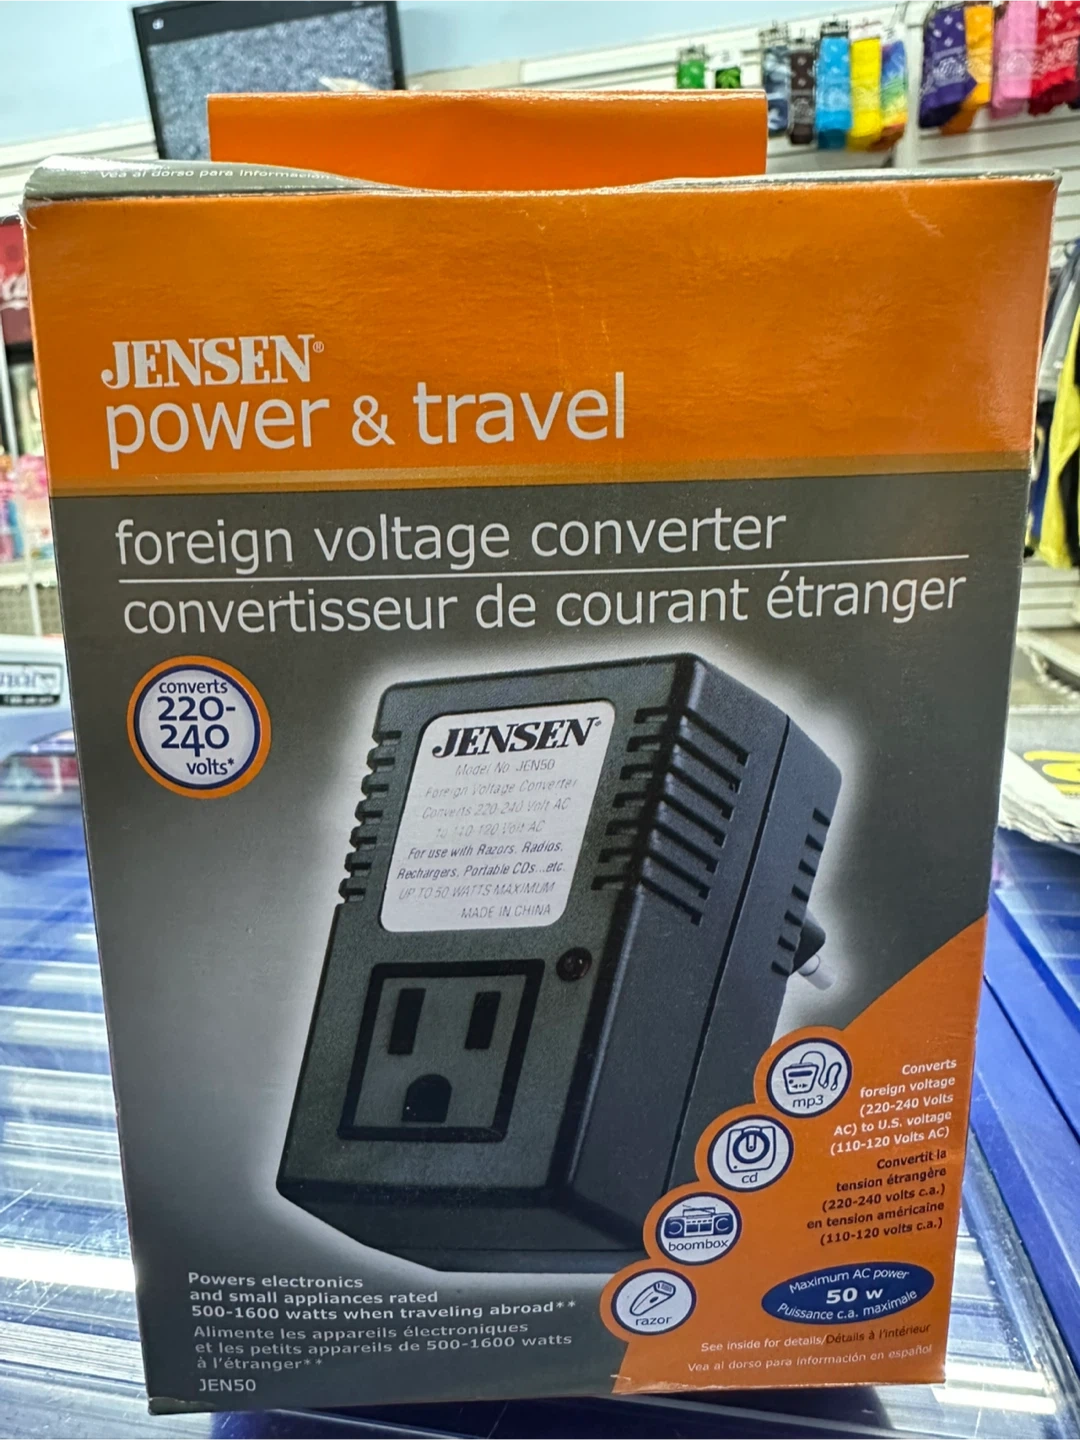 Vea al dorso para información
JENSEN®
power & travel
foreign voltage converter
convertisseur de courant étranger
converts
220-
240
volts*
JENSEN
Model No. JEN50
Foreign Voltage Converter
Converts 220-240 Volt AC
to 110-120 Volt AC
For use with Razors, Radios,
Rechargers, Portable CDs...etc.
UP TO 50 WATTS MAXIMUM
MADE IN CHINA
mp3
cd
boombox
razor
Converts
foreign voltage
(220-240 Volts
AC) to U.S. voltage
(110-120 Volts AC)
Convertit la
tension étrangère
(220-240 volts c.a.)
en tension américaine
(110-120 volts c.a.)
Maximum AC power
50 w
Puissance c.a. maximale
Powers electronics
and small appliances rated
500-1600 watts when traveling abroad**
Alimente les appareils électroniques
et les petits appareils de 500-1600 watts
à l'étranger**
JEN50
See inside for details/Détails à l'intérieur
Vea al dorso para información en español